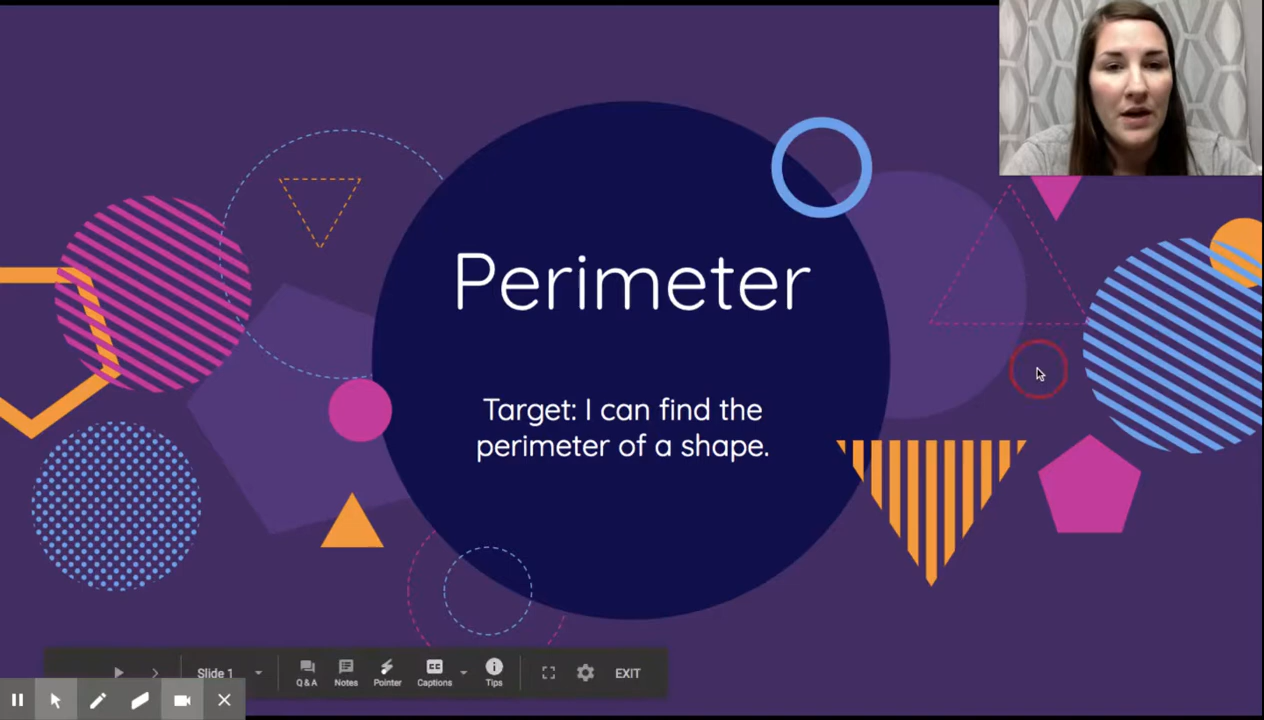 Perimeter
Target: I can find the
perimeter of a shape.
Slide 1
Q&A
Notes
Pointer
Captions
Tips
EXIT